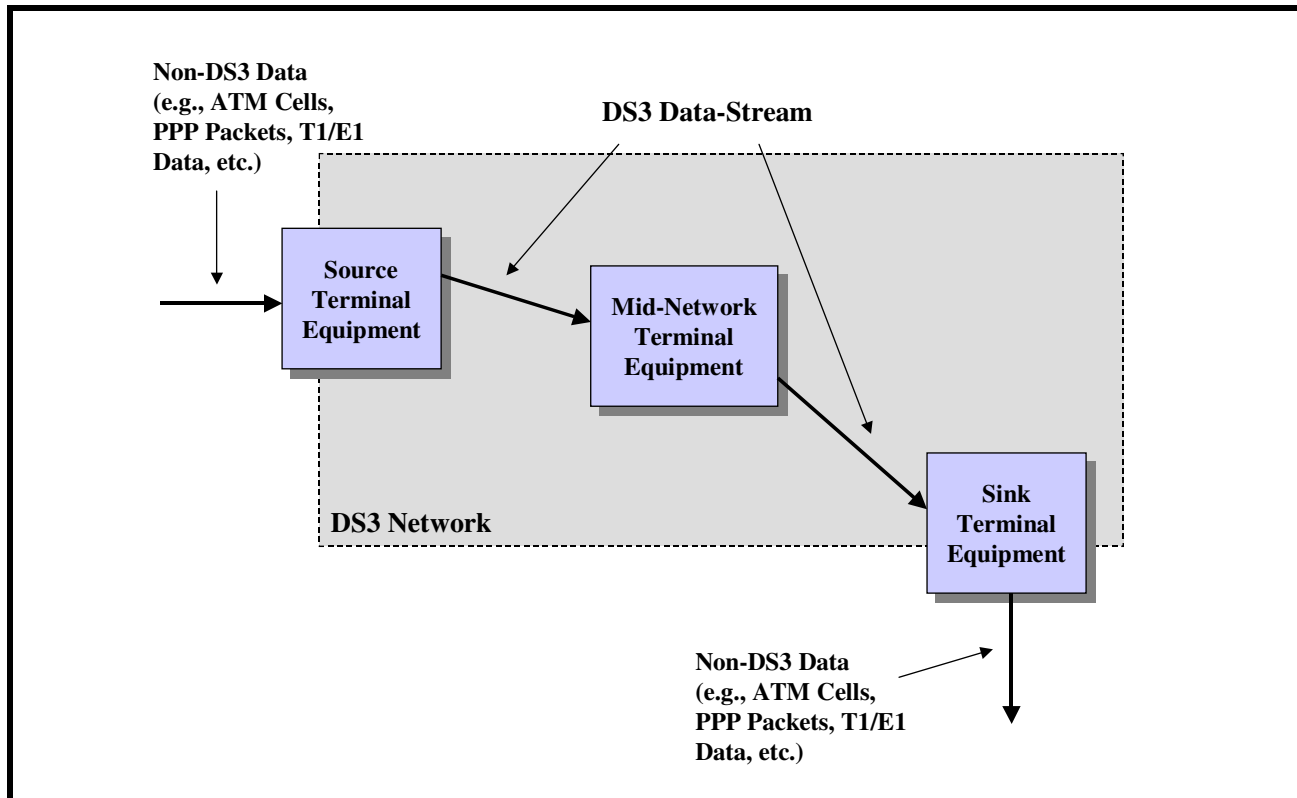 Non-DS3 Data
(e.g., ATM Cells,
PPP Packets, T1/E1
Data, etc.)
DS3 Data-Stream
Source
Terminal
Equipment
Mid-Network
Terminal
Equipment
Sink
Terminal
Equipment
DS3 Network
Non-DS3 Data
(e.g., ATM Cells,
PPP Packets, T1/E1
Data, etc.)